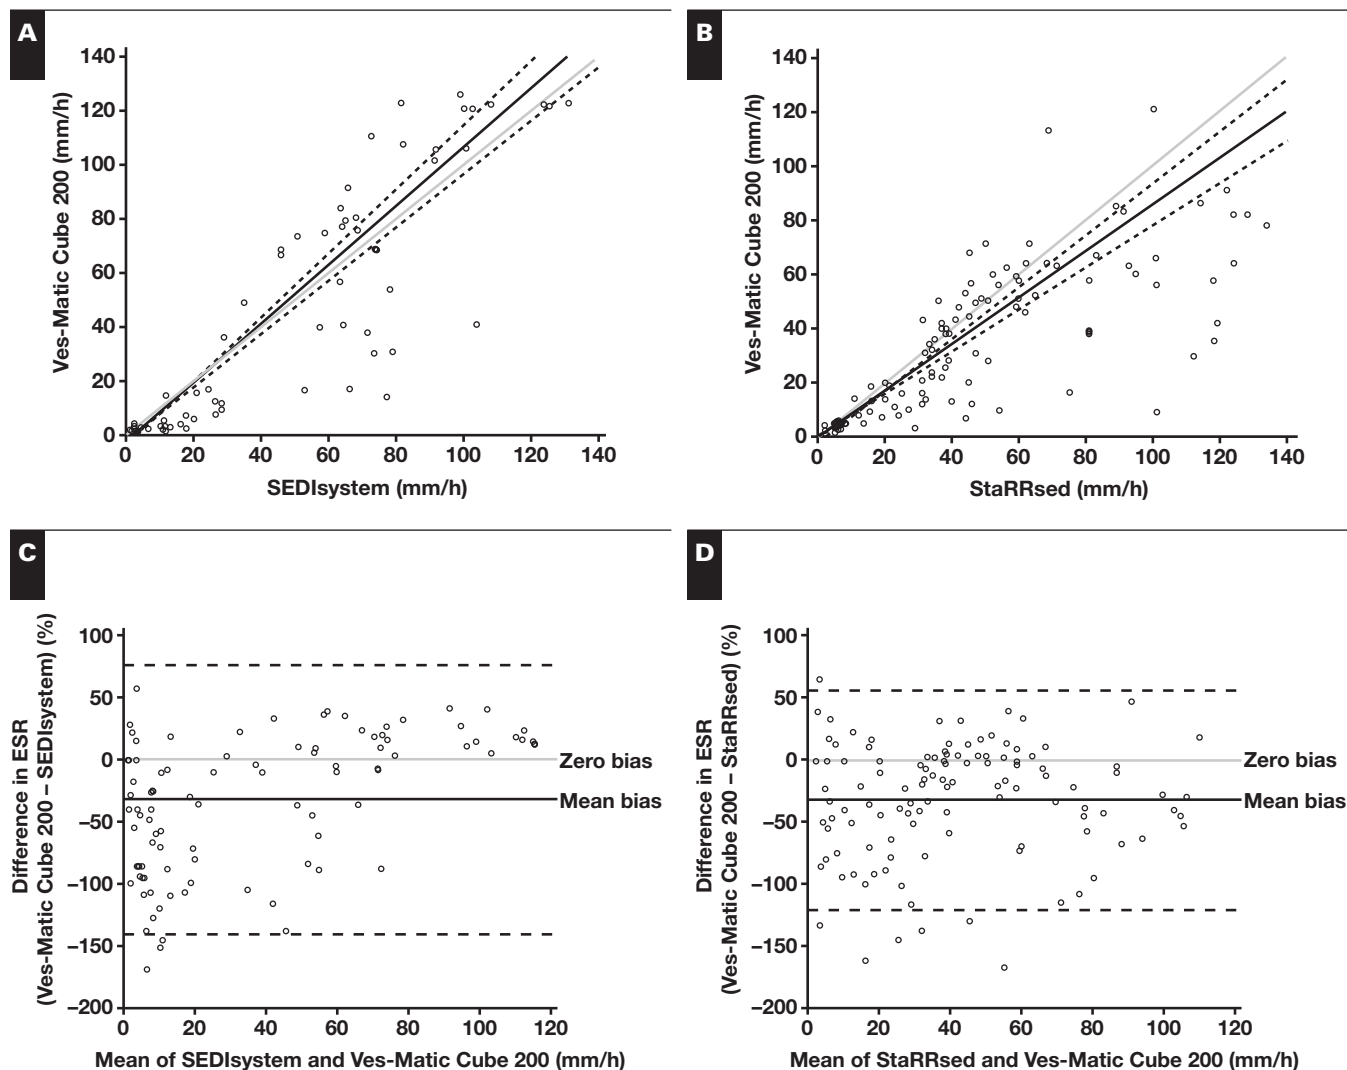 A
Ves-Matic Cube 200 (mm/h)
140
120
100
80
60
40
20
0
0 20 40 60 80 100 120 140
SEDIsystem (mm/h)
B
Ves-Matic Cube 200 (mm/h)
140
120
100
80
60
40
20
0
0 20 40 60 80 100 120 140
StaRRsed (mm/h)
C
Difference in ESR
(Ves-Matic Cube 200 – SEDIsystem) (%)
100
50
0
–50
–100
–150
–200
Zero bias
Mean bias
0 20 40 60 80 100 120
Mean of SEDIsystem and Ves-Matic Cube 200 (mm/h)
D
Difference in ESR
(Ves-Matic Cube 200 – StaRRsed) (%)
100
50
0
–50
–100
–150
–200
Zero bias
Mean bias
0 20 40 60 80 100 120
Mean of StaRRsed and Ves-Matic Cube 200 (mm/h)